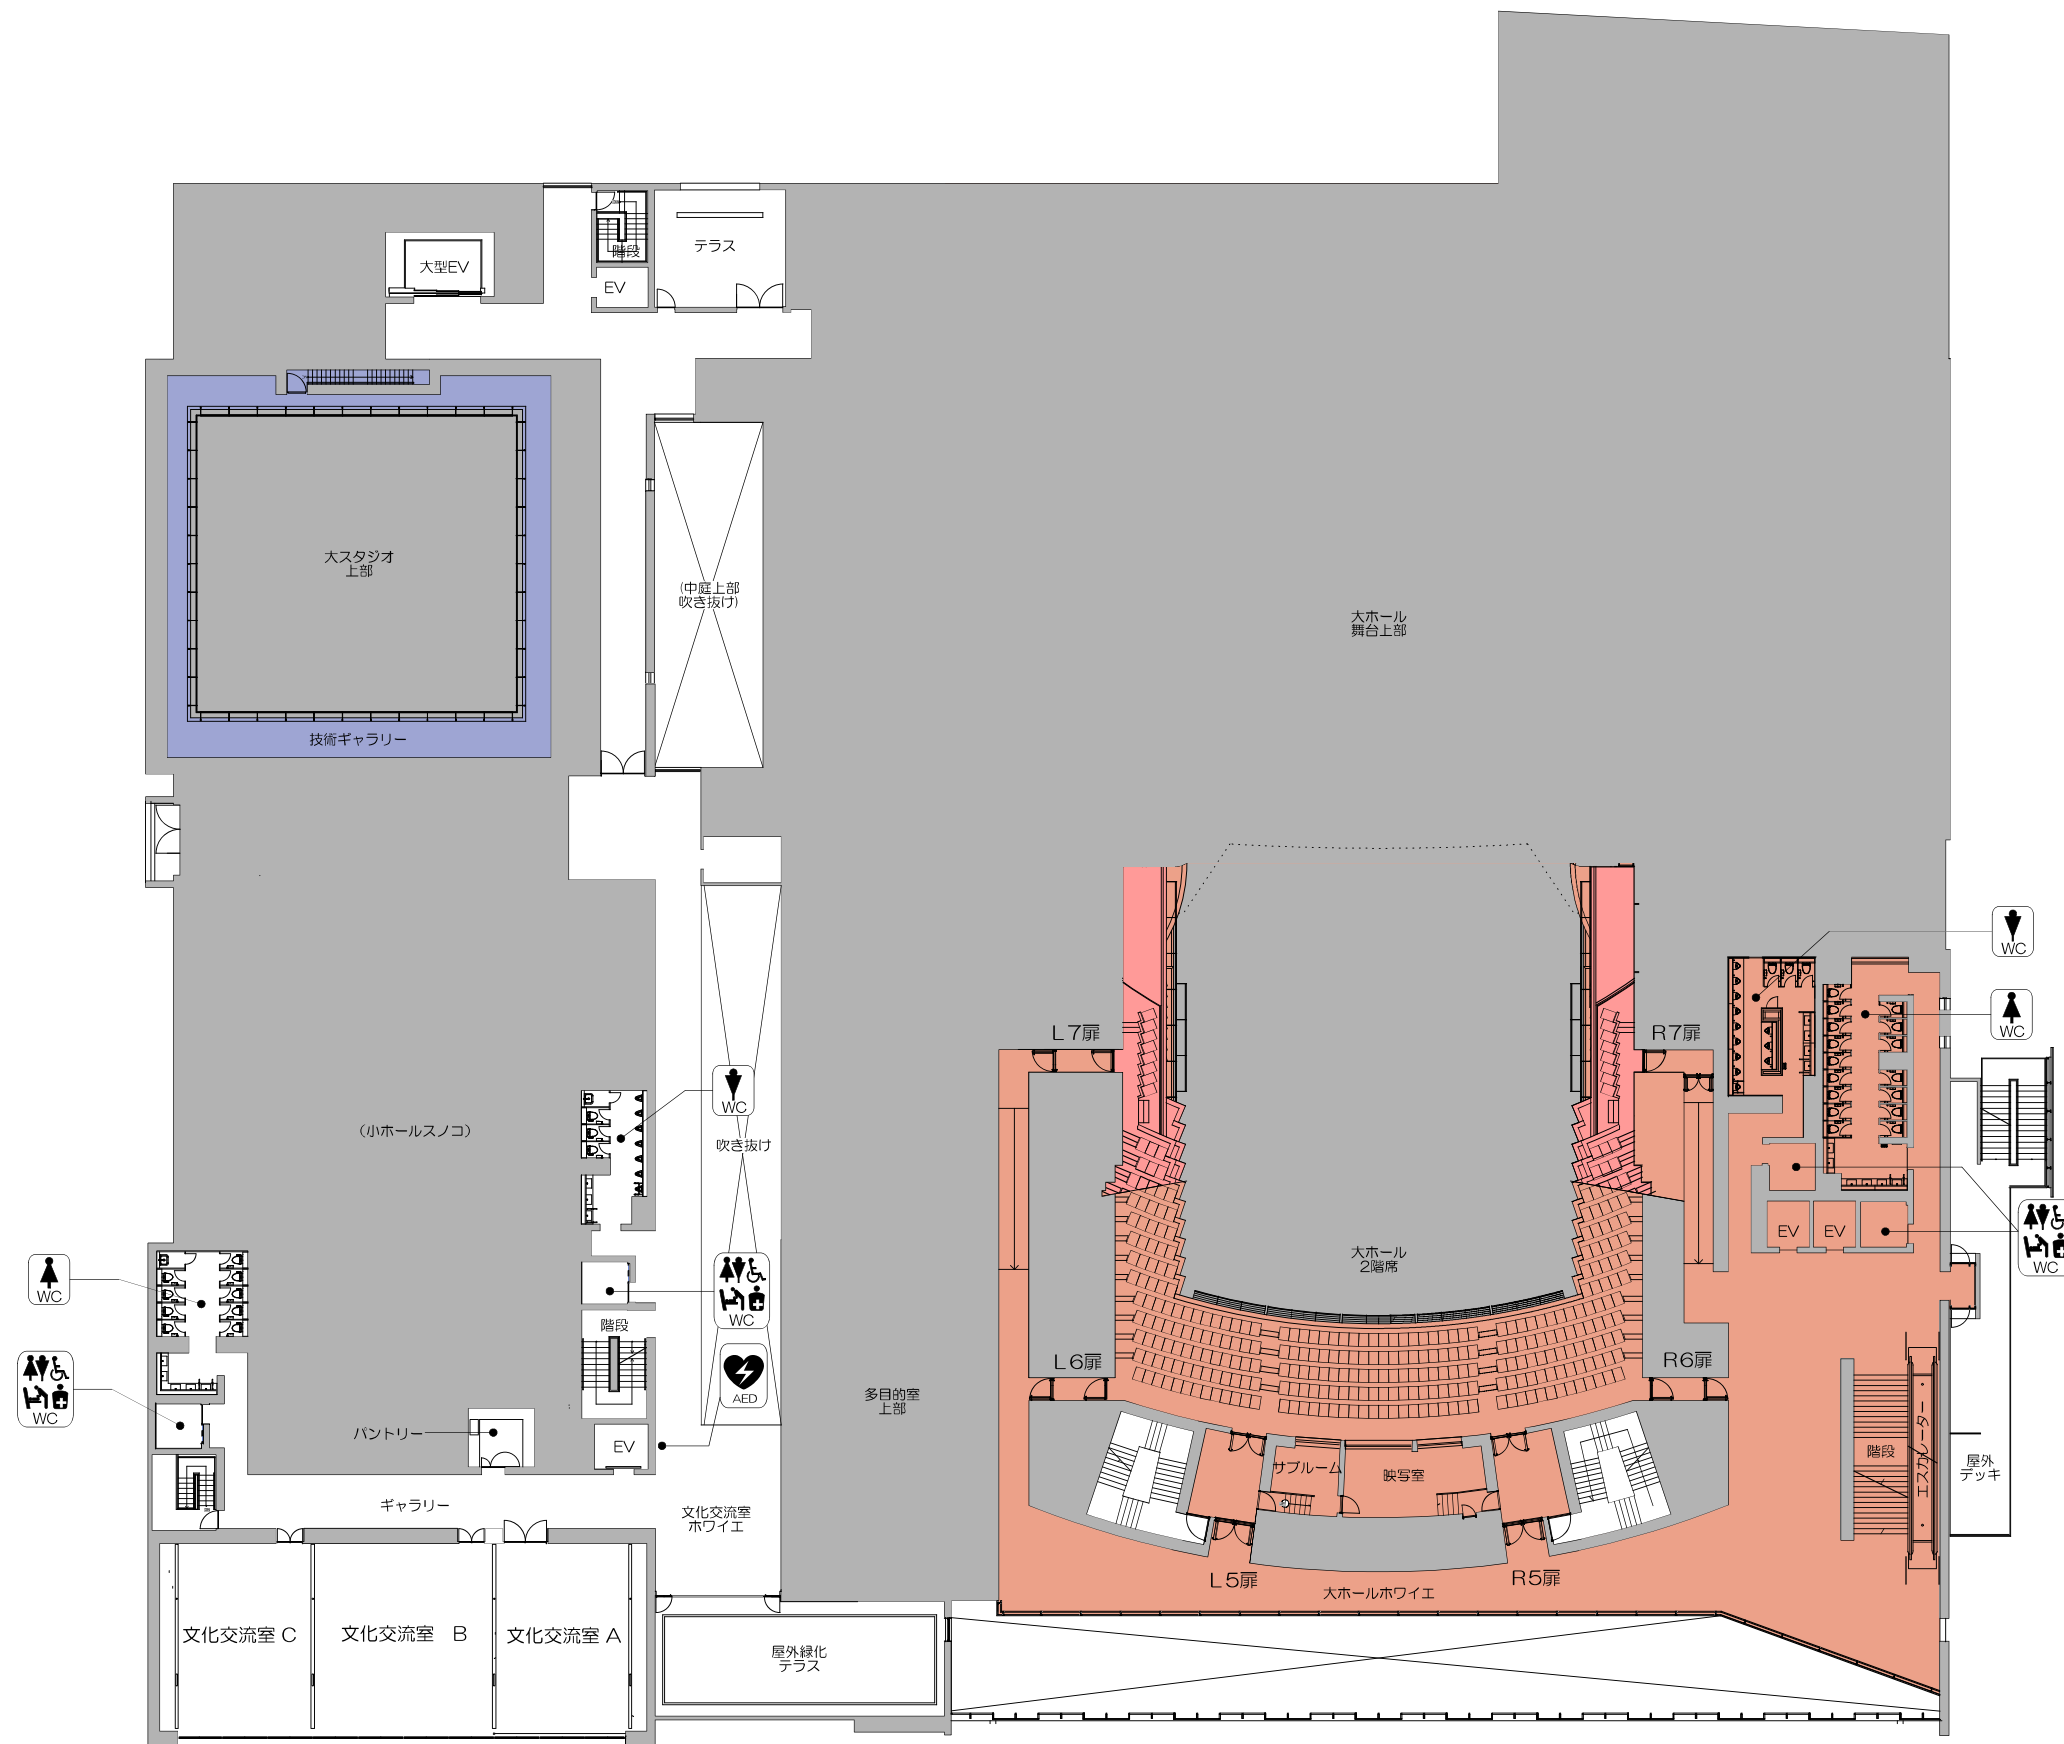 大型EV
階段
EV
テラス
大スタジオ
上部
技術ギャラリー
(中庭上部
吹き抜け)
大ホール
舞台上部
(小ホールスノコ)
WC
吹き抜け
WC
階段
AED
EV
WC
WC
パントリー
ギャラリー
文化交流室
ホワイエ
文化交流室 C
文化交流室 B
文化交流室 A
屋外緑化
テラス
多目的室
上部
L7扉
R7扉
大ホール
2階席
L6扉
R6扉
サブルーム
映写室
L5扉
R5扉
大ホールホワイエ
WC
WC
EV
EV
WC
階段
エスカレーター
屋外
デッキ